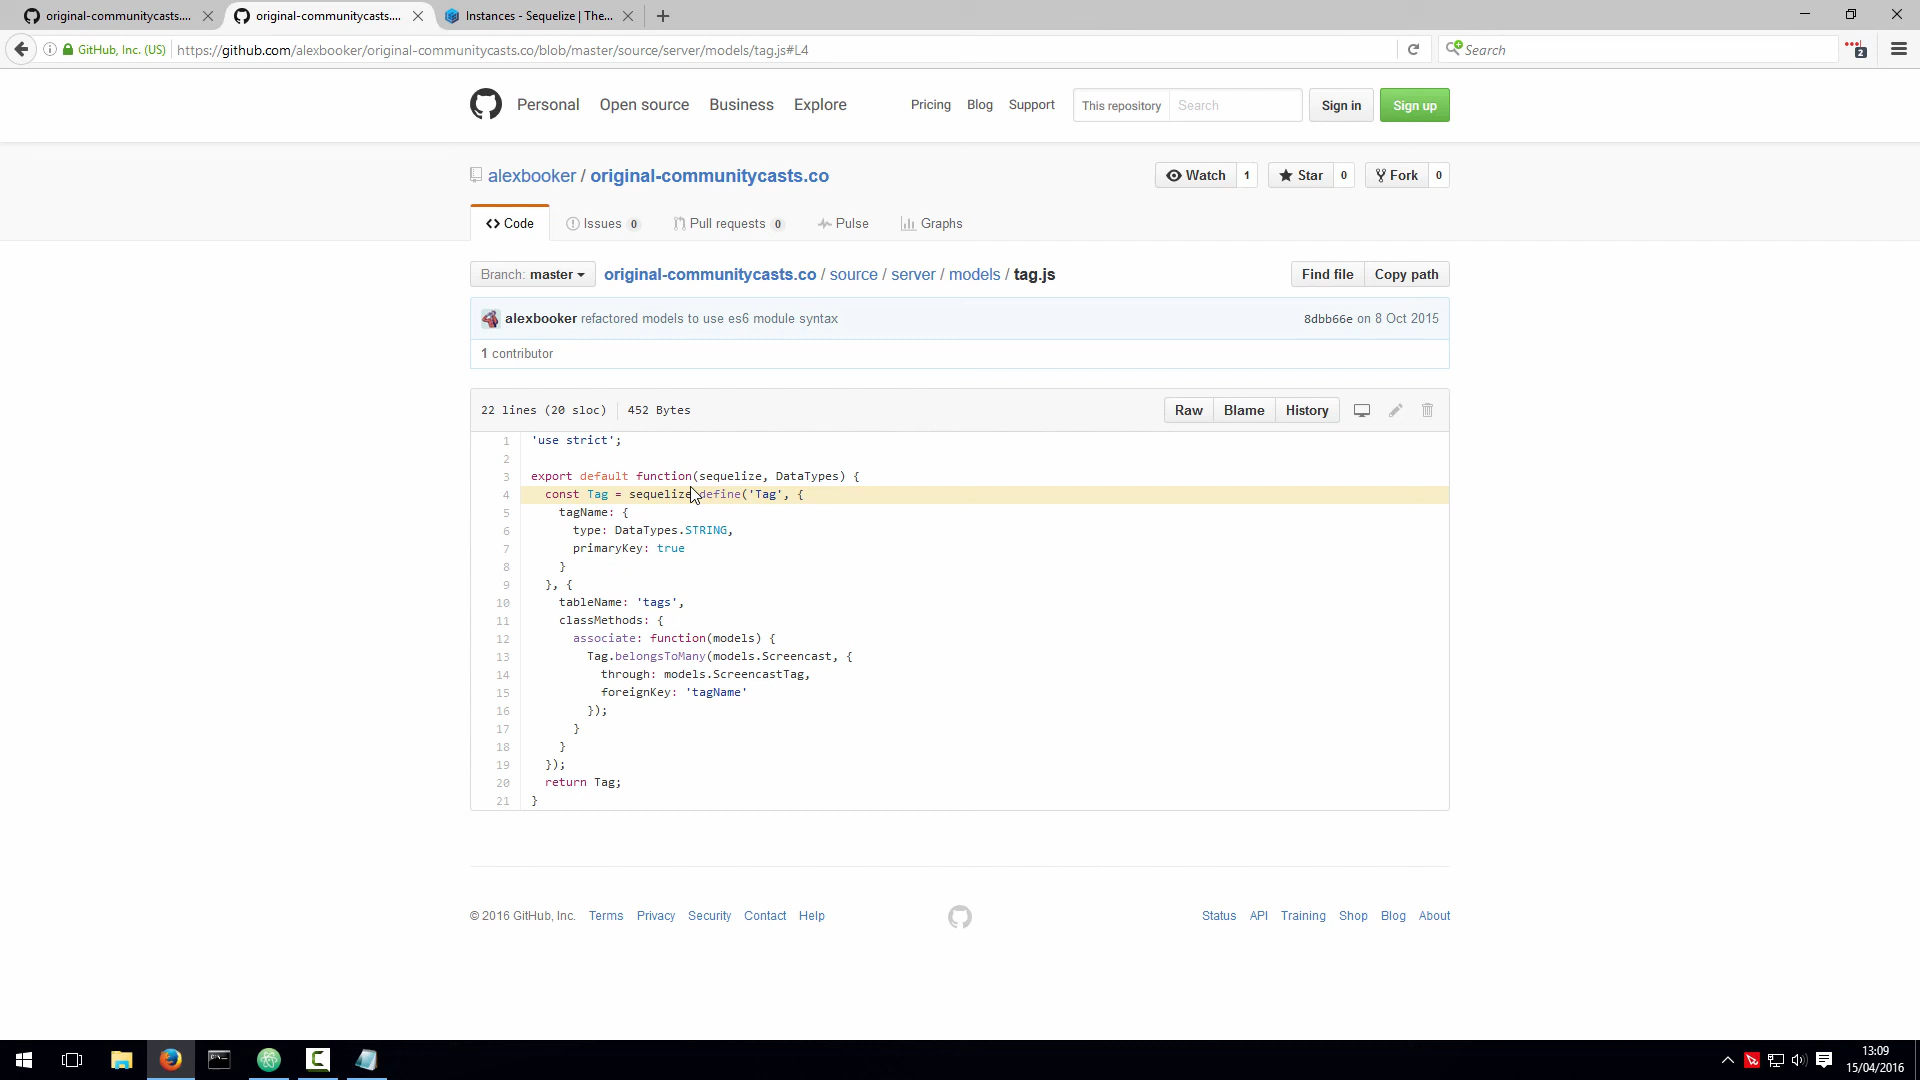 original-communitycasts....
original-communitycasts....
Instances - Sequelize | The...
GitHub, Inc. (US)
https://github.com/alexbooker/original-communitycasts.co/blob/master/source/server/models/tag.js#L4
Search
2
Personal
Open source
Business
Explore
Pricing
Blog
Support
This repository
Search
Sign in
Sign up
alexbooker / original-communitycasts.co
Watch 1
Star 0
Fork 0
Code
Issues 0
Pull requests 0
Pulse
Graphs
Branch: master
original-communitycasts.co / source / server / models / tag.js
Find file
Copy path
alexbooker refactored models to use es6 module syntax
8dbb66e on 8 Oct 2015
1 contributor
22 lines (20 sloc) 452 Bytes
Raw
Blame
History
1 'use strict';
2
3 export default function(sequelize, DataTypes) {
4 const Tag = sequelize.define('Tag', {
5 tagName: {
6 type: DataTypes.STRING,
7 primaryKey: true
8 }
9 }, {
10 tableName: 'tags',
11 classMethods: {
12 associate: function(models) {
13 Tag.belongsToMany(models.Screencast, {
14 through: models.ScreencastTag,
15 foreignKey: 'tagName'
16 });
17 }
18 }
19 });
20 return Tag;
21 }
© 2016 GitHub, Inc.
Terms
Privacy
Security
Contact
Help
Status
API
Training
Shop
Blog
About
13:09
15/04/2016